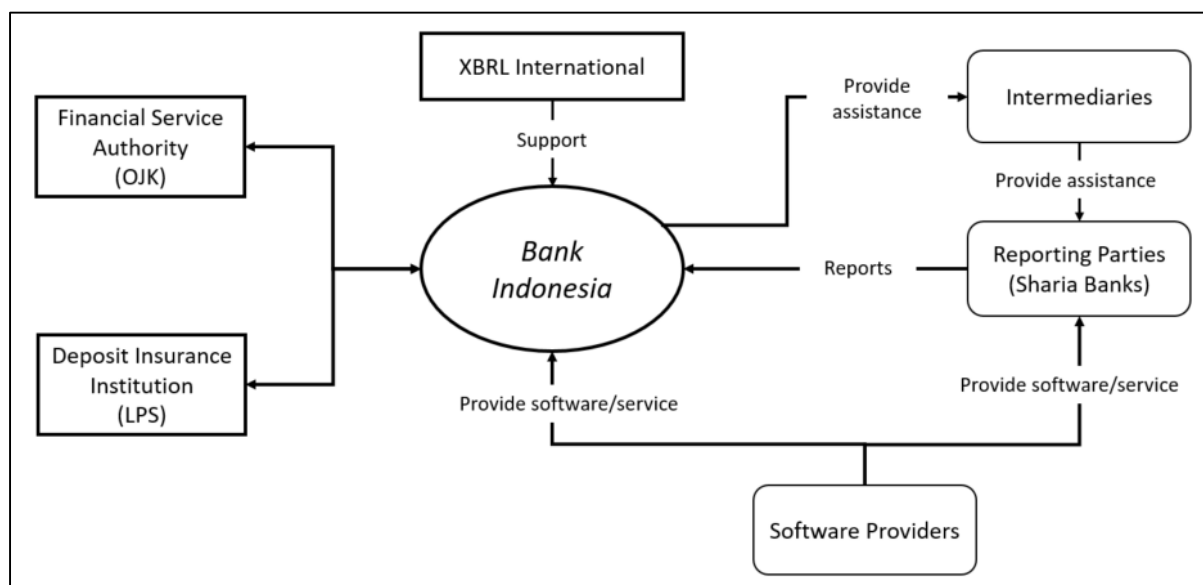 XBRL International
Provide
assistance
Intermediaries
Financial Service
Authority
(OJK)
Support
Provide assistance
Bank
Indonesia
Reports
Reporting Parties
(Sharia Banks)
Deposit Insurance
Institution
(LPS)
Provide software/service
Provide software/service
Software Providers